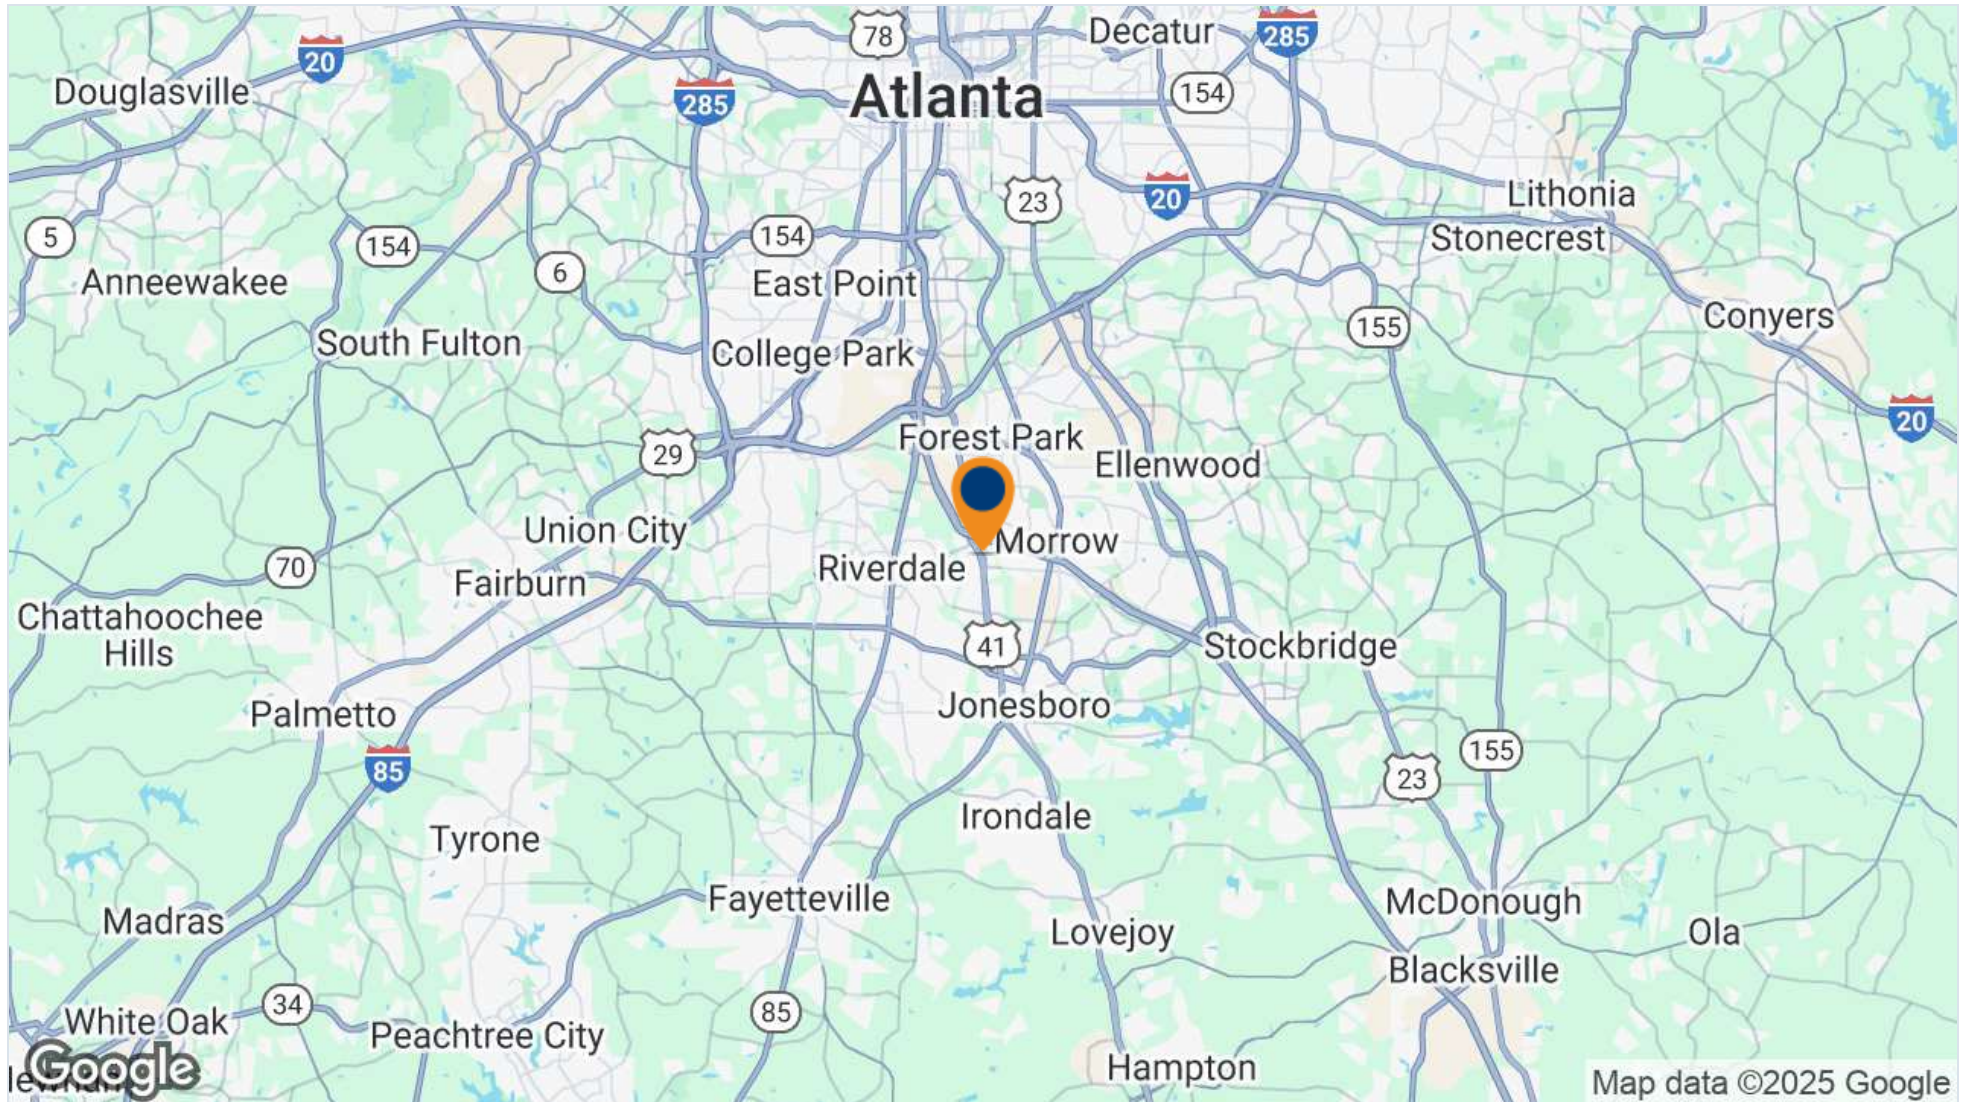 78
Decatur
285
20
Douglasville
285
Atlanta
154
20
23
Lithonia
5
154
154
Stonecrest
6
East Point
Anneewakee
Conyers
155
South Fulton
College Park
20
Forest Park
29
Ellenwood
Union City
Morrow
70
Riverdale
Fairburn
Chattahoochee
Hills
41
Stockbridge
Palmetto
Jonesboro
155
85
23
Irondale
Tyrone
Fayetteville
McDonough
Madras
Lovejoy
Ola
Blacksville
34
85
White Oak
Peachtree City
Hampton
Google
Map data ©2025 Google